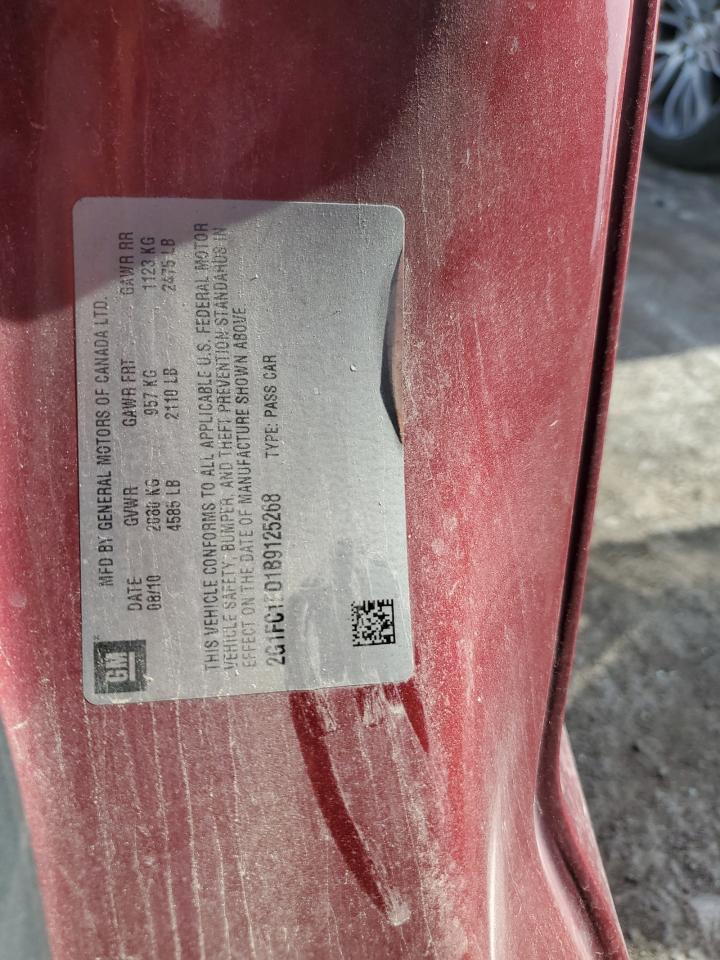 MFD BY GENERAL MOTORS OF CANADA LTD.
DATE GVWR GAWR FRT GAWR RR
08/10 2080 KG 957 KG 1123 KG
4585 LB 2110 LB 2475 LB
GM
THIS VEHICLE CONFORMS TO ALL APPLICABLE U.S. FEDERAL MOTOR
VEHICLE SAFETY, BUMPER, AND THEFT PREVENTION STANDARDS IN
EFFECT ON THE DATE OF MANUFACTURE SHOWN ABOVE
2G1FC1ED1B9125268 TYPE: PASS CAR